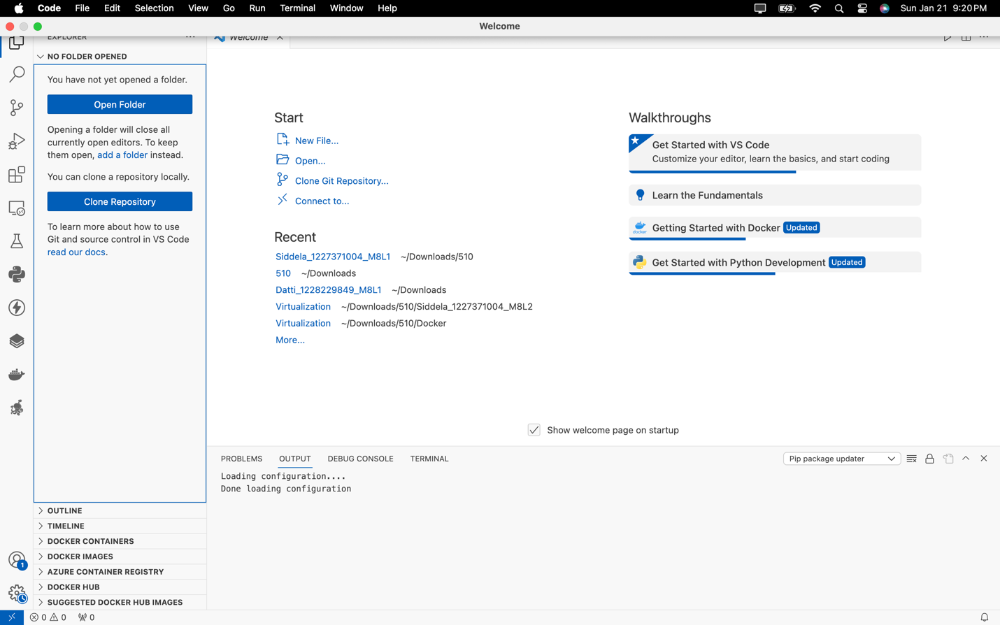 Code File Edit Selection View Go Run Terminal Window Help Sun Jan 21 9:20 PM
Welcome
EXPLORER
Welcome
NO FOLDER OPENED
You have not yet opened a folder.
Open Folder
Opening a folder will close all
currently open editors. To keep
them open, add a folder instead.
You can clone a repository locally.
Clone Repository
To learn more about how to use
Git and source control in VS Code
read our docs.
OUTLINE
TIMELINE
DOCKER CONTAINERS
DOCKER IMAGES
AZURE CONTAINER REGISTRY
DOCKER HUB
SUGGESTED DOCKER HUB IMAGES
1
Start
New File...
Open...
Clone Git Repository...
Connect to...
Recent
Siddela_1227371004_M8L1 ~/Downloads/510
510 ~/Downloads
Datti_1228229849_M8L1 ~/Downloads
Virtualization ~/Downloads/510/Siddela_1227371004_M8L2
Virtualization ~/Downloads/510/Docker
More...
Walkthroughs
Get Started with VS Code
Customize your editor, learn the basics, and start coding
Learn the Fundamentals
docker
Getting Started with Docker Updated
Get Started with Python Development Updated
Show welcome page on startup
PROBLEMS OUTPUT DEBUG CONSOLE TERMINAL Pip package updater
Loading configuration....
Done loading configuration
0 0 0